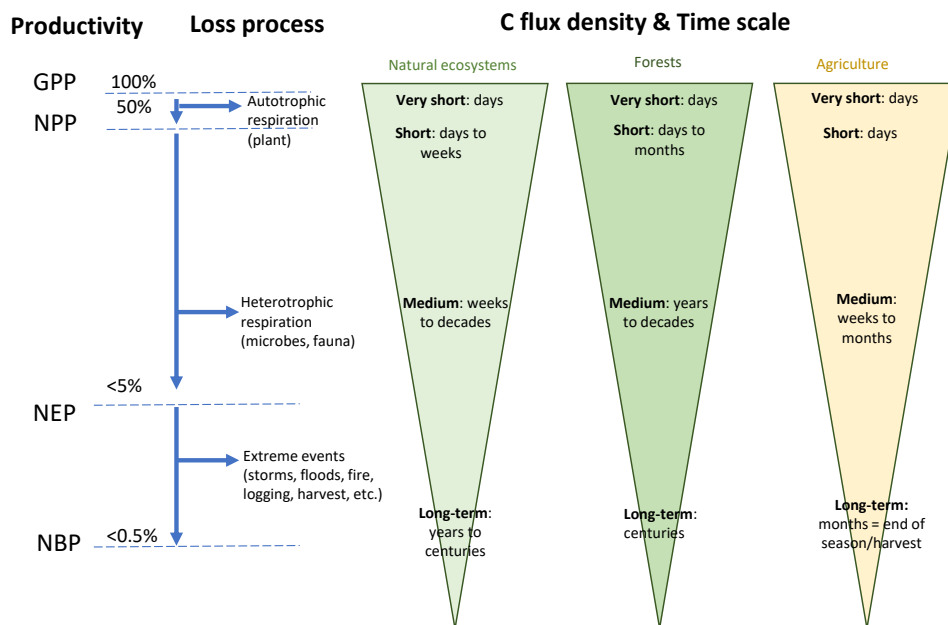 Productivity
Loss process
C flux density & Time scale
GPP
100%
50%
NPP
Autotrophic
respiration
(plant)
Heterotrophic
respiration
(microbes, fauna)
<5%
NEP
Extreme events
(storms, floods, fire,
logging, harvest, etc.)
NBP
<0.5%
Natural ecosystems
Very short: days
Short: days to
weeks
Medium: weeks
to decades
Long-term:
years to
centuries
Forests
Very short: days
Short: days to
months
Medium: years
to decades
Long-term:
centuries
Agriculture
Very short: days
Short: days
Medium:
weeks to
months
Long-term:
months = end of
season/harvest